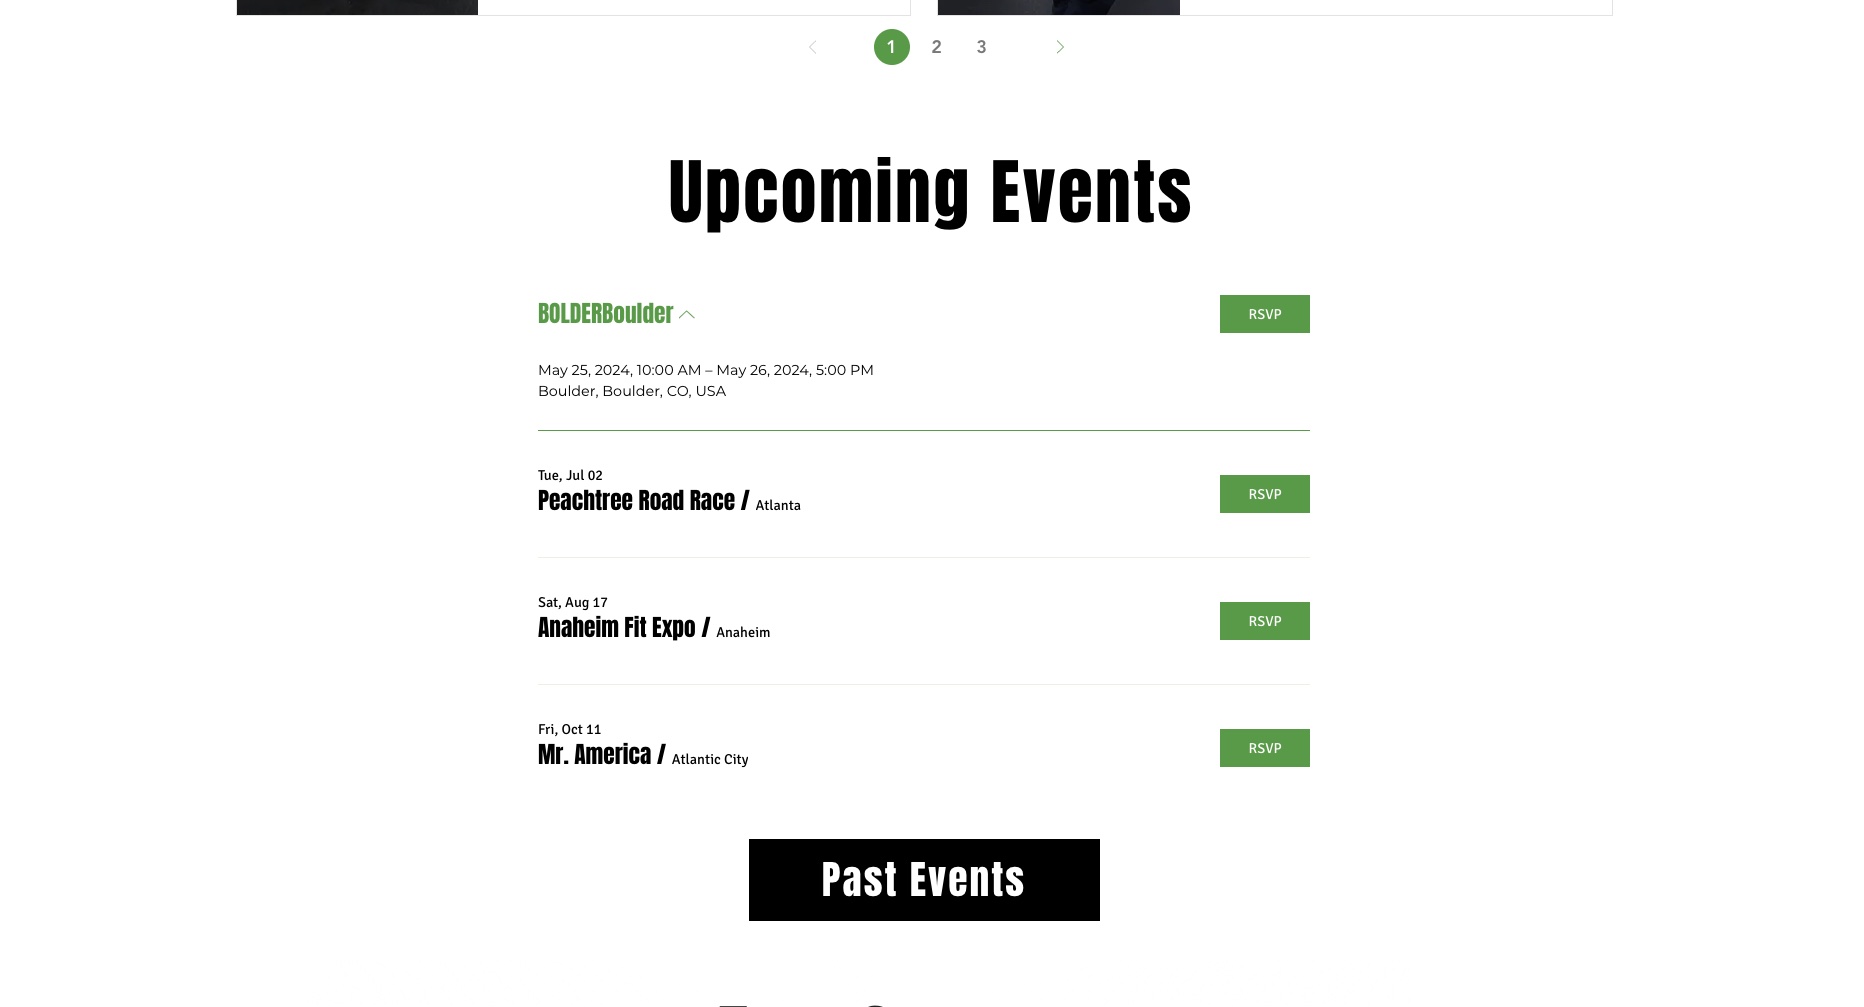 1 2 3
Upcoming Events
BOLDERBoulder
RSVP
May 25, 2024, 10:00 AM – May 26, 2024, 5:00 PM
Boulder, Boulder, CO, USA
Tue, Jul 02
Peachtree Road Race / Atlanta
RSVP
Sat, Aug 17
Anaheim Fit Expo / Anaheim
RSVP
Fri, Oct 11
Mr. America / Atlantic City
RSVP
Past Events